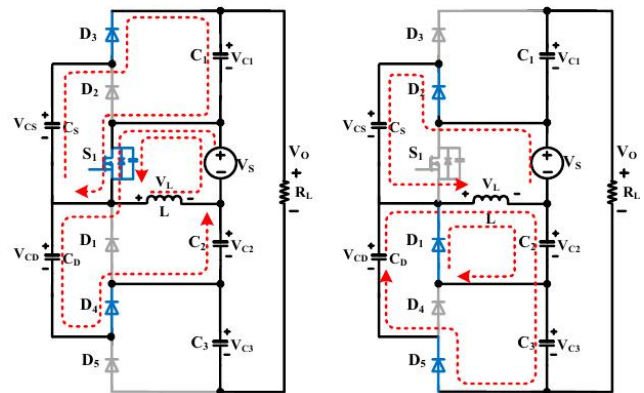 D3
C1
+
VC1
−
D2
+
VCS
−
CS
S1
+
VS
−
VO
+
−
RL
VL
+
−
L
D1
+
VCD
−
CD
C2
+
VC2
−
D4
C3
+
VC3
−
D5
D3
C1
+
VC1
−
D2
+
VCS
−
CS
S1
+
VS
−
VO
+
−
RL
VL
+
−
L
D1
+
VCD
−
CD
C2
+
VC2
−
D4
C3
+
VC3
−
D5